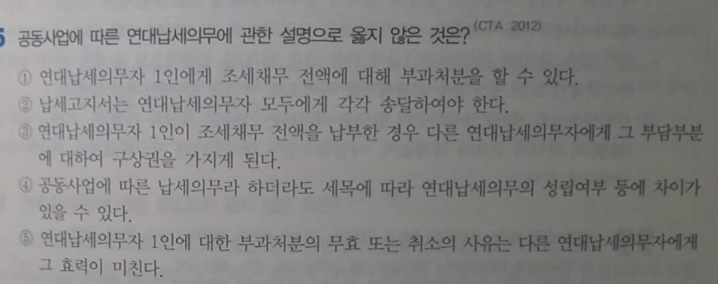 5 공동사업에 따른 연대납세의무에 관한 설명으로 옳지 않은 것은? (CTA 2012)
① 연대납세의무자 1인에게 조세채무 전액에 대해 부과처분을 할 수 있다.
② 납세고지서는 연대납세의무자 모두에게 각각 송달하여야 한다.
③ 연대납세의무자 1인이 조세채무 전액을 납부한 경우 다른 연대납세의무자에게 그 부담부분
에 대하여 구상권을 가지게 된다.
④ 공동사업에 따른 납세의무라 하더라도 세목에 따라 연대납세의무의 성립여부 등에 차이가
있을 수 있다.
⑤ 연대납세의무자 1인에 대한 부과처분의 무효 또는 취소의 사유는 다른 연대납세의무자에게
그 효력이 미친다.